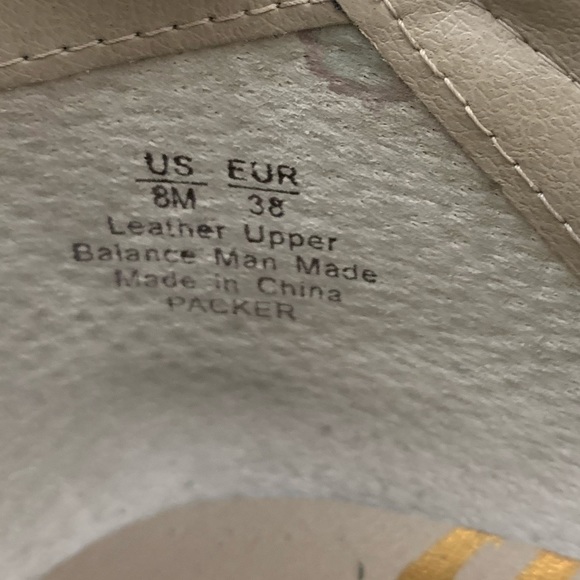 US EUR
8M 38
Leather Upper
Balance Man Made
Made in China
PACKER